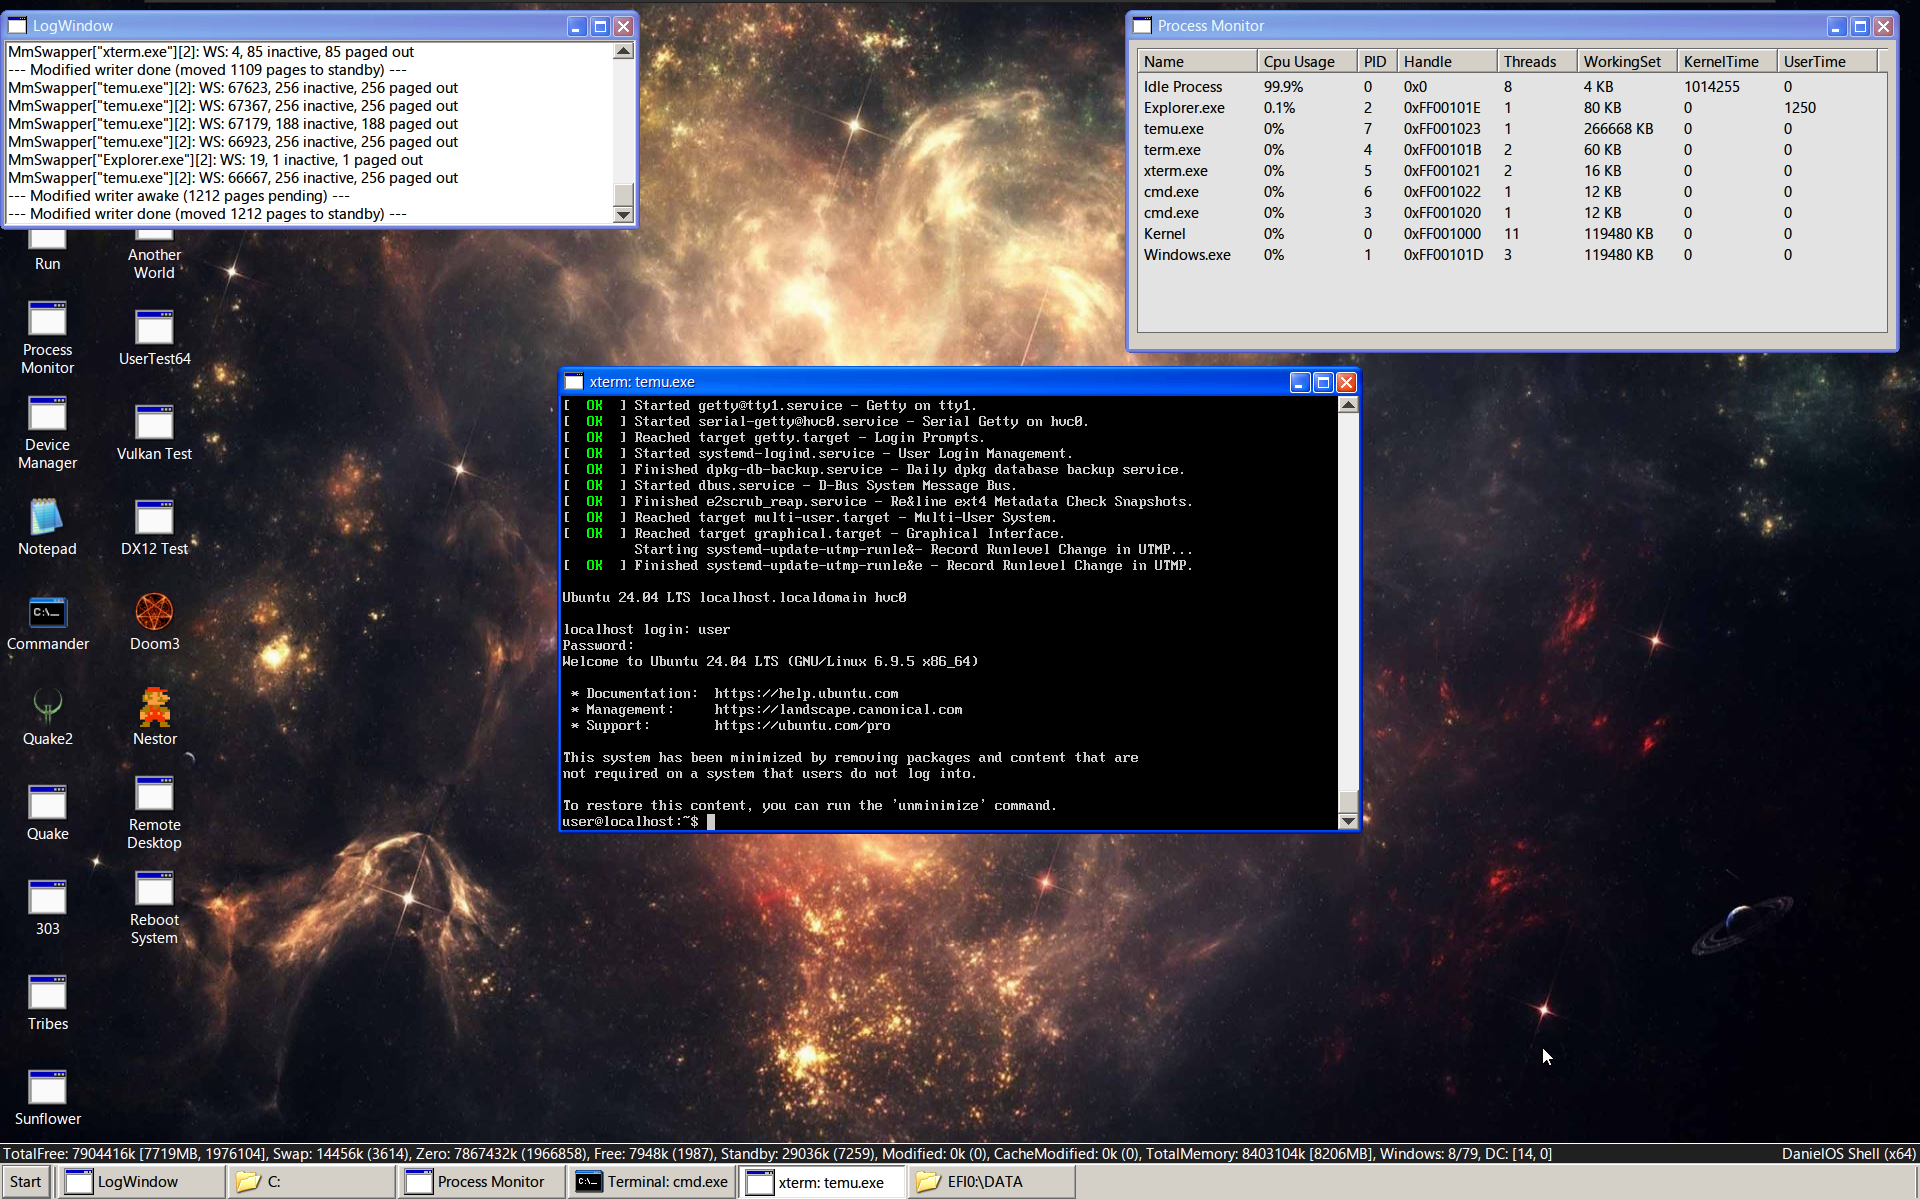 LogWindow
MmSwapper["xterm.exe"][2]: WS: 4, 85 inactive, 85 paged out
--- Modified writer done (moved 1109 pages to standby) ---
MmSwapper["temu.exe"][2]: WS: 67623, 256 inactive, 256 paged out
MmSwapper["temu.exe"][2]: WS: 67367, 256 inactive, 256 paged out
MmSwapper["temu.exe"][2]: WS: 67179, 188 inactive, 188 paged out
MmSwapper["temu.exe"][2]: WS: 66923, 256 inactive, 256 paged out
MmSwapper["Explorer.exe"][2]: WS: 19, 1 inactive, 1 paged out
MmSwapper["temu.exe"][2]: WS: 66667, 256 inactive, 256 paged out
--- Modified writer awake (1212 pages pending) ---
--- Modified writer done (moved 1212 pages to standby) ---
Process Monitor
Name Cpu Usage PID Handle Threads WorkingSet KernelTime UserTime
Idle Process 99.9% 0 0x0 8 4 KB 1014255 0
Explorer.exe 0.1% 2 0xFF00101E 1 80 KB 0 1250
temu.exe 0% 7 0xFF001023 1 266668 KB 0 0
term.exe 0% 4 0xFF00101B 2 60 KB 0 0
xterm.exe 0% 5 0xFF001021 2 16 KB 0 0
cmd.exe 0% 6 0xFF001022 1 12 KB 0 0
cmd.exe 0% 3 0xFF001020 1 12 KB 0 0
Kernel 0% 0 0xFF001000 11 119480 KB 0 0
Windows.exe 0% 1 0xFF00101D 3 119480 KB 0 0
Run
Another
World
Process
Monitor
UserTest64
Device
Manager
Vulkan Test
Notepad
DX12 Test
C:\_
Commander
Doom3
Quake2
Nestor
Quake
Remote
Desktop
303
Reboot
System
Tribes
Sunflower
xterm: temu.exe
[  OK  ] Started getty@tty1.service - Getty on tty1.
[  OK  ] Started serial-getty@hvc0.service - Serial Getty on hvc0.
[  OK  ] Reached target getty.target - Login Prompts.
[  OK  ] Started systemd-logind.service - User Login Management.
[  OK  ] Finished dpkg-db-backup.service - Daily dpkg database backup service.
[  OK  ] Started dbus.service - D-Bus System Message Bus.
[  OK  ] Finished e2scrub_reap.service - Re&line ext4 Metadata Check Snapshots.
[  OK  ] Reached target multi-user.target - Multi-User System.
[  OK  ] Reached target graphical.target - Graphical Interface.
Starting systemd-update-utmp-runle&- Record Runlevel Change in UTMP...
[  OK  ] Finished systemd-update-utmp-runle&e - Record Runlevel Change in UTMP.
Ubuntu 24.04 LTS localhost.localdomain hvc0
localhost login: user
Password:
Welcome to Ubuntu 24.04 LTS (GNU/Linux 6.9.5 x86_64)
* Documentation:  https://help.ubuntu.com
* Management:     https://landscape.canonical.com
* Support:        https://ubuntu.com/pro
This system has been minimized by removing packages and content that are
not required on a system that users do not log into.
To restore this content, you can run the 'unminimize' command.
user@localhost:~$
TotalFree: 7904416k [7719MB, 1976104], Swap: 14456k (3614), Zero: 7867432k (1966858), Free: 7948k (1987), Standby: 29036k (7259), Modified: 0k (0), CacheModified: 0k (0), TotalMemory: 8403104k [8206MB], Windows: 8/79, DC: [14, 0] DanielOS Shell (x64)
Start LogWindow C: Process Monitor C:\_ Terminal: cmd.exe xterm: temu.exe EFI0:\DATA